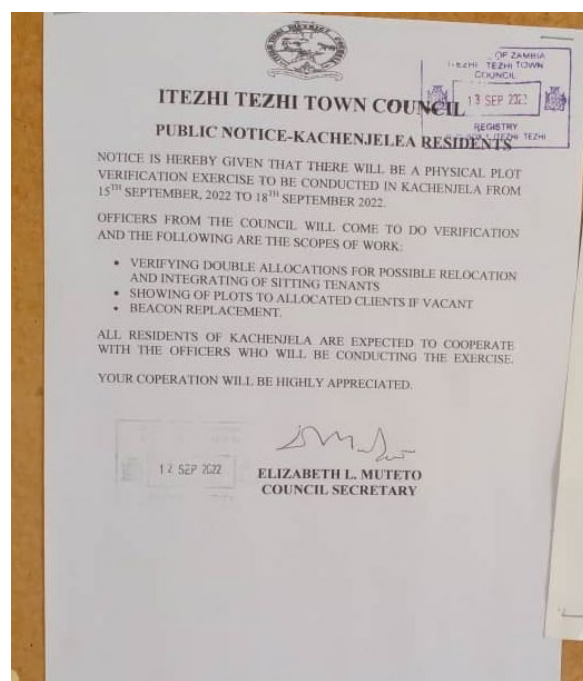 OF ZAMBIA
ITEZHI TEZHI TOWN
COUNCIL
13 SEP 2022
REGISTRY
ITEZHI TEZHI
ITEZHI TEZHI TOWN COUNCIL
PUBLIC NOTICE-KACHENJELEA RESIDENTS
NOTICE IS HEREBY GIVEN THAT THERE WILL BE A PHYSICAL PLOT
VERIFICATION EXERCISE TO BE CONDUCTED IN KACHENJELA FROM
15TH SEPTEMBER, 2022 TO 18TH SEPTEMBER 2022.
OFFICERS FROM THE COUNCIL WILL COME TO DO VERIFICATION
AND THE FOLLOWING ARE THE SCOPES OF WORK:
• VERIFYING DOUBLE ALLOCATIONS FOR POSSIBLE RELOCATION
AND INTEGRATING OF SITTING TENANTS
• SHOWING OF PLOTS TO ALLOCATED CLIENTS IF VACANT
• BEACON REPLACEMENT.
ALL RESIDENTS OF KACHENJELA ARE EXPECTED TO COOPERATE
WITH THE OFFICERS WHO WILL BE CONDUCTING THE EXERCISE.
YOUR COPERATION WILL BE HIGHLY APPRECIATED.
12 SEP 2022
ELIZABETH L. MUTETO
COUNCIL SECRETARY